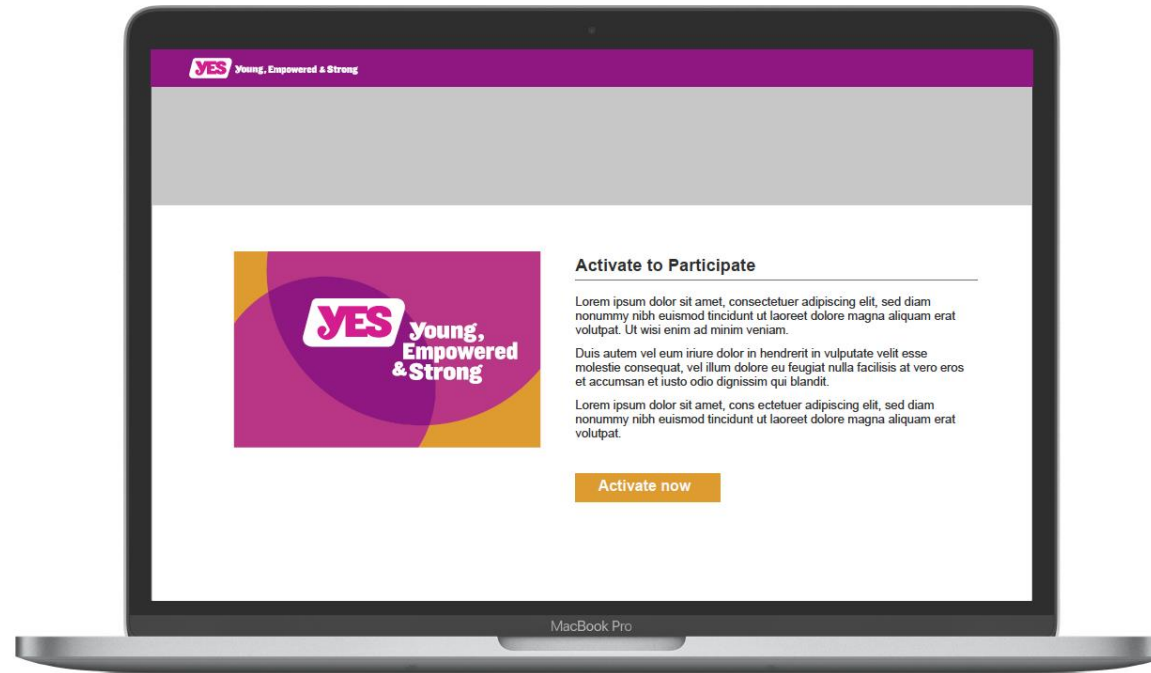 YES Young, Empowered & Strong
YES Young,
Empowered
& Strong
Activate to Participate
Lorem ipsum dolor sit amet, consectetuer adipiscing elit, sed diam
nonummy nibh euismod tincidunt ut laoreet dolore magna aliquam erat
volutpat. Ut wisi enim ad minim veniam.
Duis autem vel eum iriure dolor in hendrerit in vulputate velit esse
molestie consequat, vel illum dolore eu feugiat nulla facilisis at vero eros
et accumsan et iusto odio dignissim qui blandit.
Lorem ipsum dolor sit amet, cons ectetuer adipiscing elit, sed diam
nonummy nibh euismod tincidunt ut laoreet dolore magna aliquam erat
volutpat.
Activate now
MacBook Pro